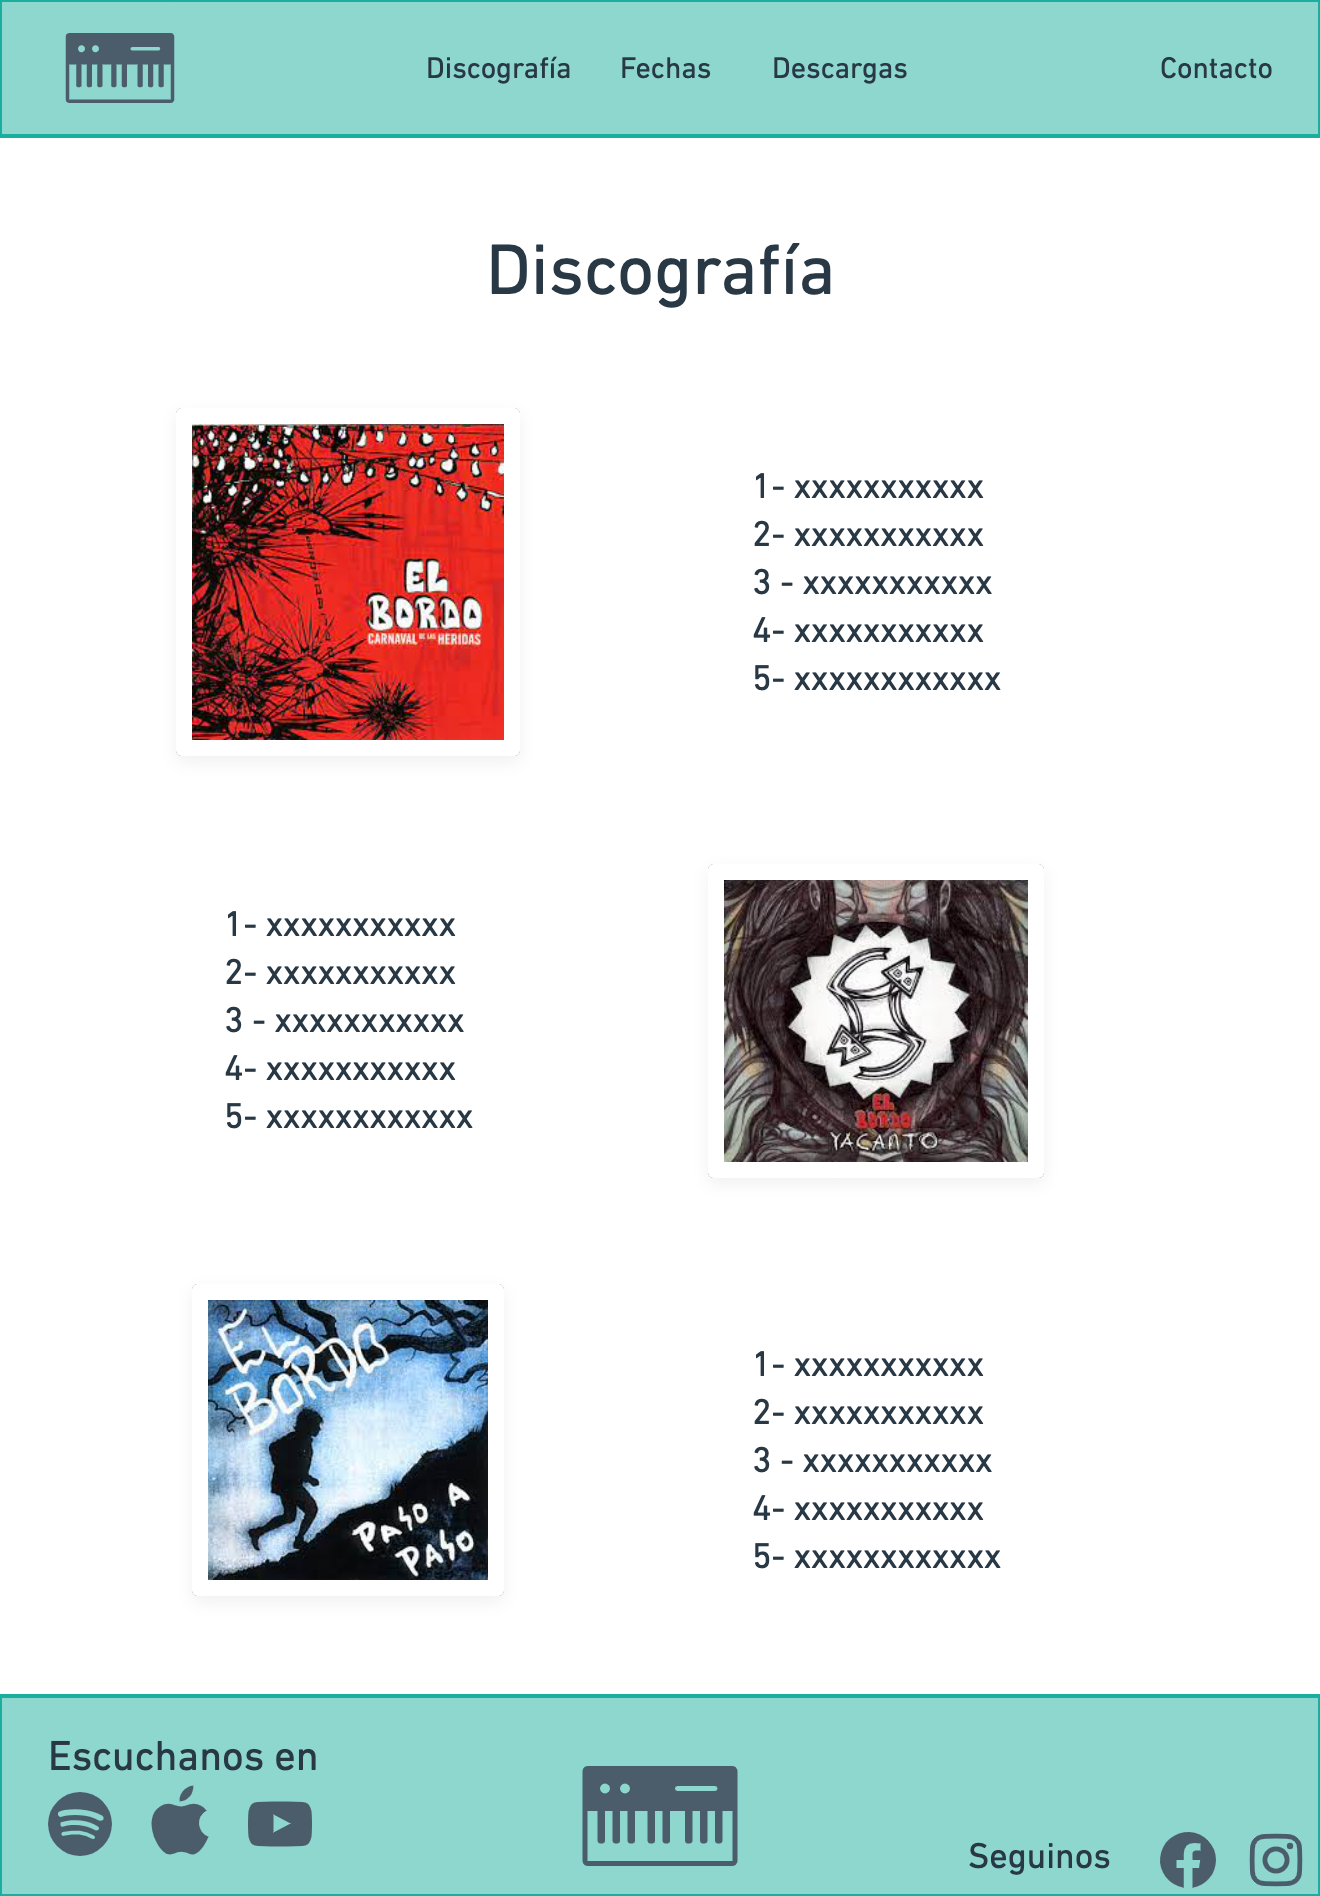 Discografía Fechas Descargas Contacto
Discografía
EL
BORDO
CARNAVAL DE LAS HERIDAS
1- xxxxxxxxxxx
2- xxxxxxxxxxx
3 - xxxxxxxxxxx
4- xxxxxxxxxxx
5- xxxxxxxxxxxx
1- xxxxxxxxxxx
2- xxxxxxxxxxx
3 - xxxxxxxxxxx
4- xxxxxxxxxxx
5- xxxxxxxxxxxx
EL
BORDO
YACANTO
EL
BORDO
PASO A
PASO
1- xxxxxxxxxxx
2- xxxxxxxxxxx
3 - xxxxxxxxxxx
4- xxxxxxxxxxx
5- xxxxxxxxxxxx
Escuchanos en
Seguinos